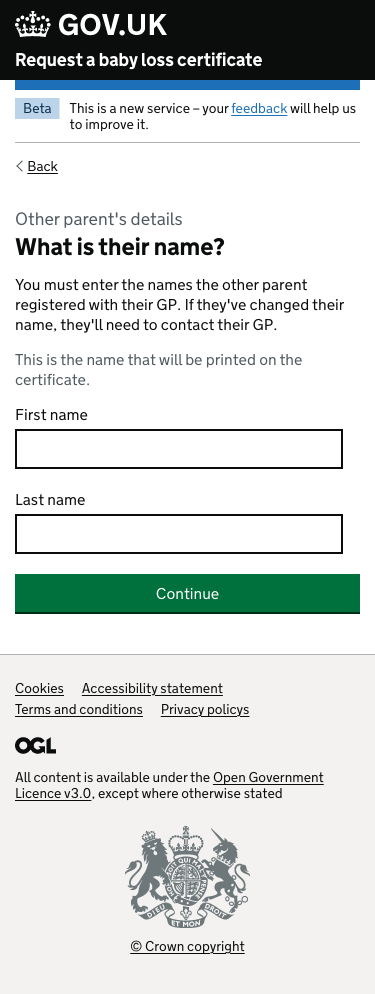 GOV.UK
Request a baby loss certificate
Beta
This is a new service – your feedback will help us
to improve it.
Back
Other parent's details
What is their name?
You must enter the names the other parent
registered with their GP. If they've changed their
name, they'll need to contact their GP.
This is the name that will be printed on the
certificate.
First name
Last name
Continue
Cookies Accessibility statement
Terms and conditions Privacy policys
OGL
All content is available under the Open Government
Licence v3.0, except where otherwise stated
DIEU ET MON DROIT
© Crown copyright